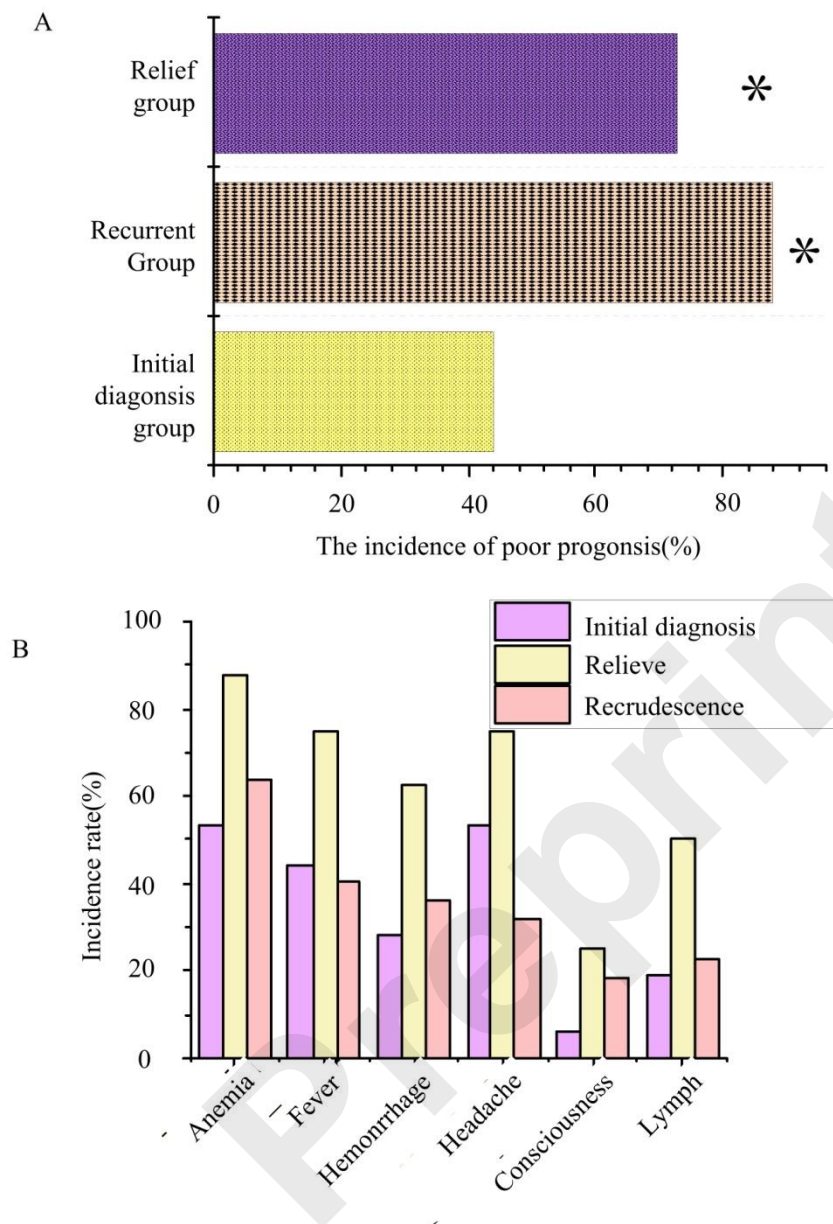 A
Relief
group
*
Recurrent
Group
*
Initial
diagonsis
group
0 20 40 60 80
The incidence of poor progonsis(%)
B
Incidence rate(%)
100
80
60
40
20
0
Initial diagnosis
Relieve
Recrudescence
Anemia
Fever
Hemonrrhage
Headache
Consciousness
Lymph
Preprint